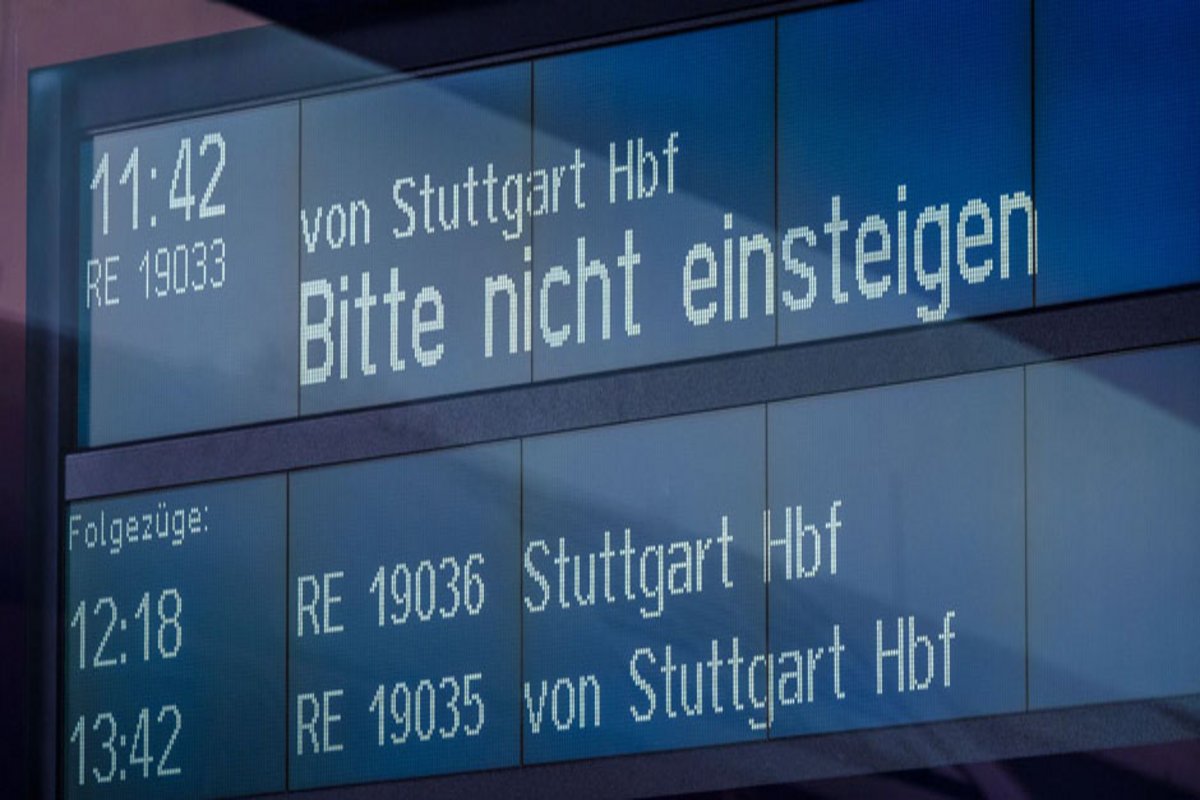 11:42 von Stuttgart Hbf
RE 19033 Bitte nicht einsteigen
Folgezüge:
12:18 RE 19036 Stuttgart Hbf
13:42 RE 19035 von Stuttgart Hbf